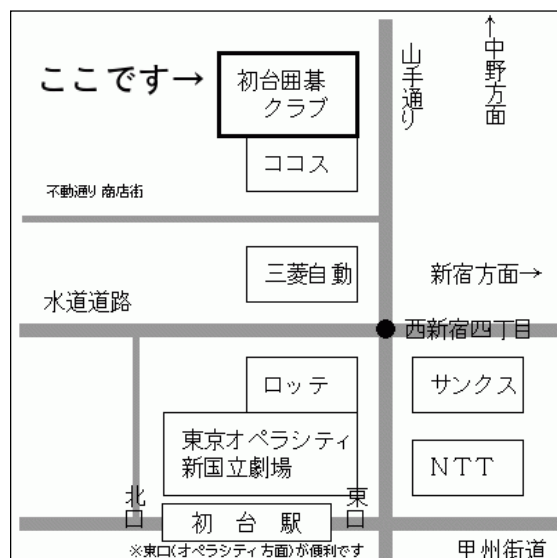 ここです→
初台囲碁
クラブ
山手通り
↑中野方面
ココス
不動通り商店街
三菱自動
新宿方面→
水道道路
西新宿四丁目
ロッテ
サンクス
東京オペラシティ
新国立劇場
NTT
北口
東口
初台駅
※東口(オペラシティ方面)が便利です
甲州街道